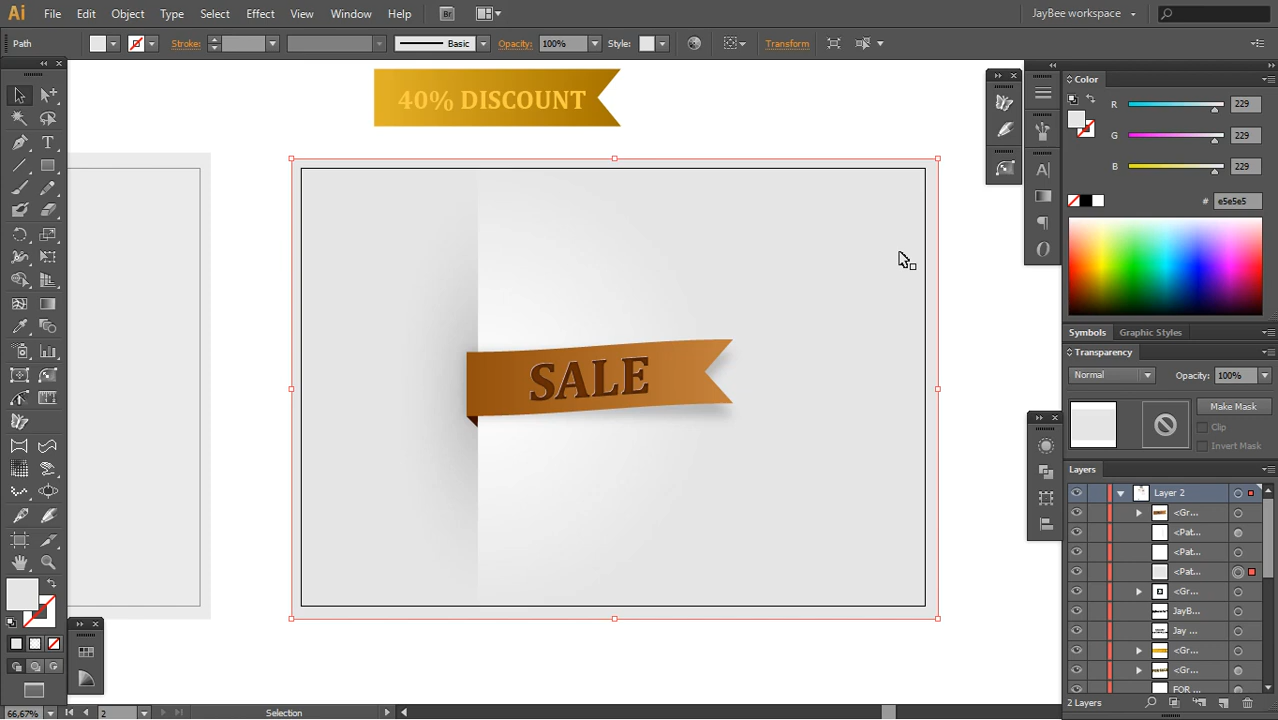 Ai File Edit Object Type Select Effect View Window Help Br JayBee workspace
Path Stroke: Basic Opacity: 100% Style: Transform
40% DISCOUNT
SALE
Color
R 229
G 229
B 229
# e5e5e5
Symbols Graphic Styles
Transparency
Normal Opacity: 100%
Make Mask
Clip
Invert Mask
Layers
Layer 2
<Gr...
<Pat...
<Pat...
<Pat...
<Gr...
JayB...
Jay ...
<Gr...
<Gr...
FOR ...
2 Layers
66,67% 2 Selection